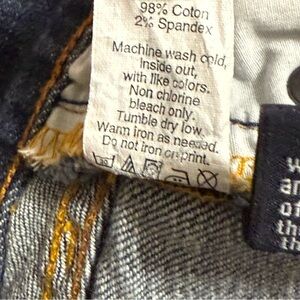 98% Coton
2% Spandex
Machine wash cold,
Inside out,
with like colors.
Non chlorine
bleach only.
Tumble dry low.
Warm iron as needed.
Do not iron on print.
of